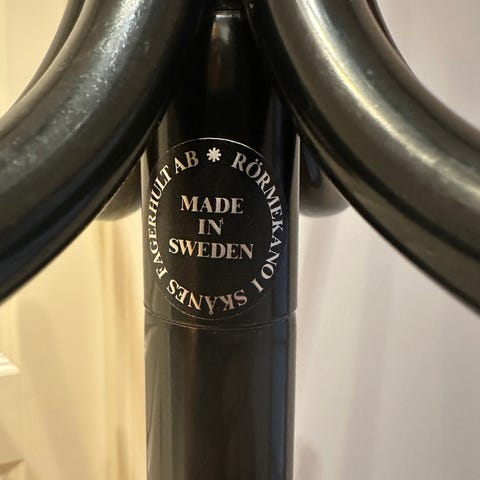 RÖRMEKANO I SKÅNES FAGERHULT AB *
MADE
IN
SWEDEN